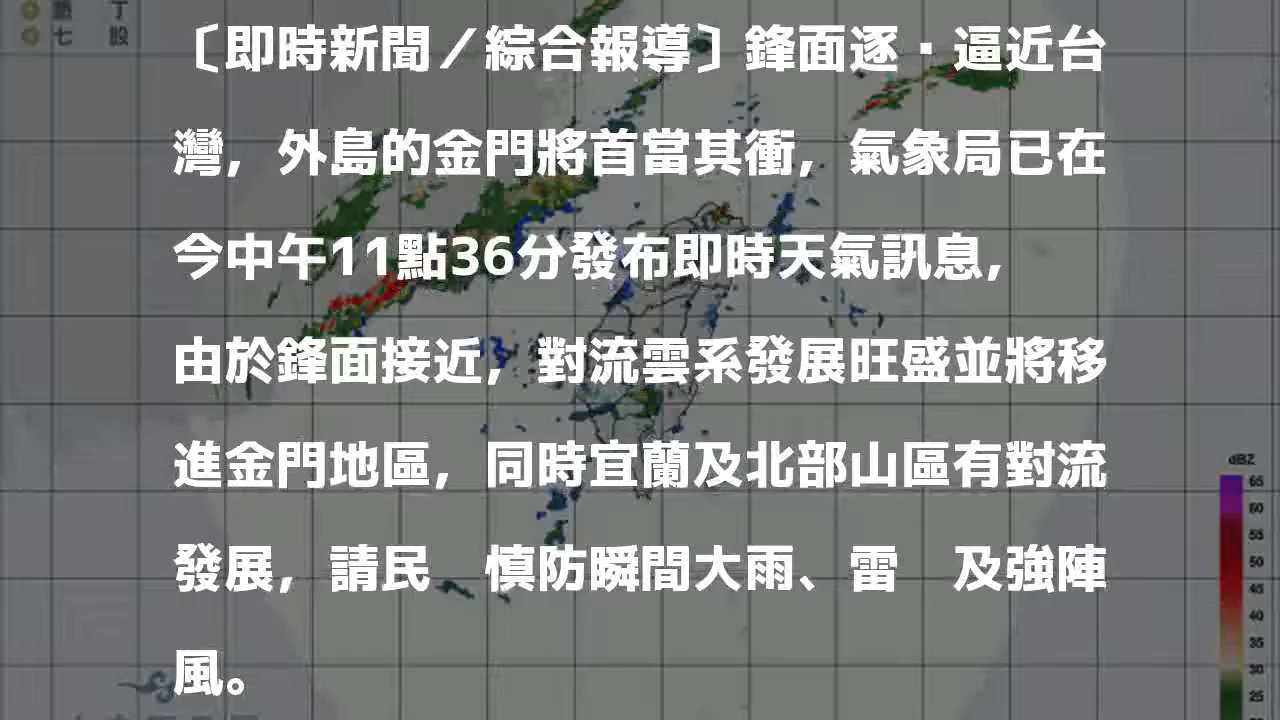 〔即時新聞／綜合報導〕鋒面逐·逼近台
灣，外島的金門將首當其衝，氣象局已在
今中午11點36分發布即時天氣訊息，
由於鋒面接近，對流雲系發展旺盛並將移
進金門地區，同時宜蘭及北部山區有對流
發展，請民　慎防瞬間大雨、雷　及強陣
風。
dBZ
65
60
55
50
45
40
35
30
25